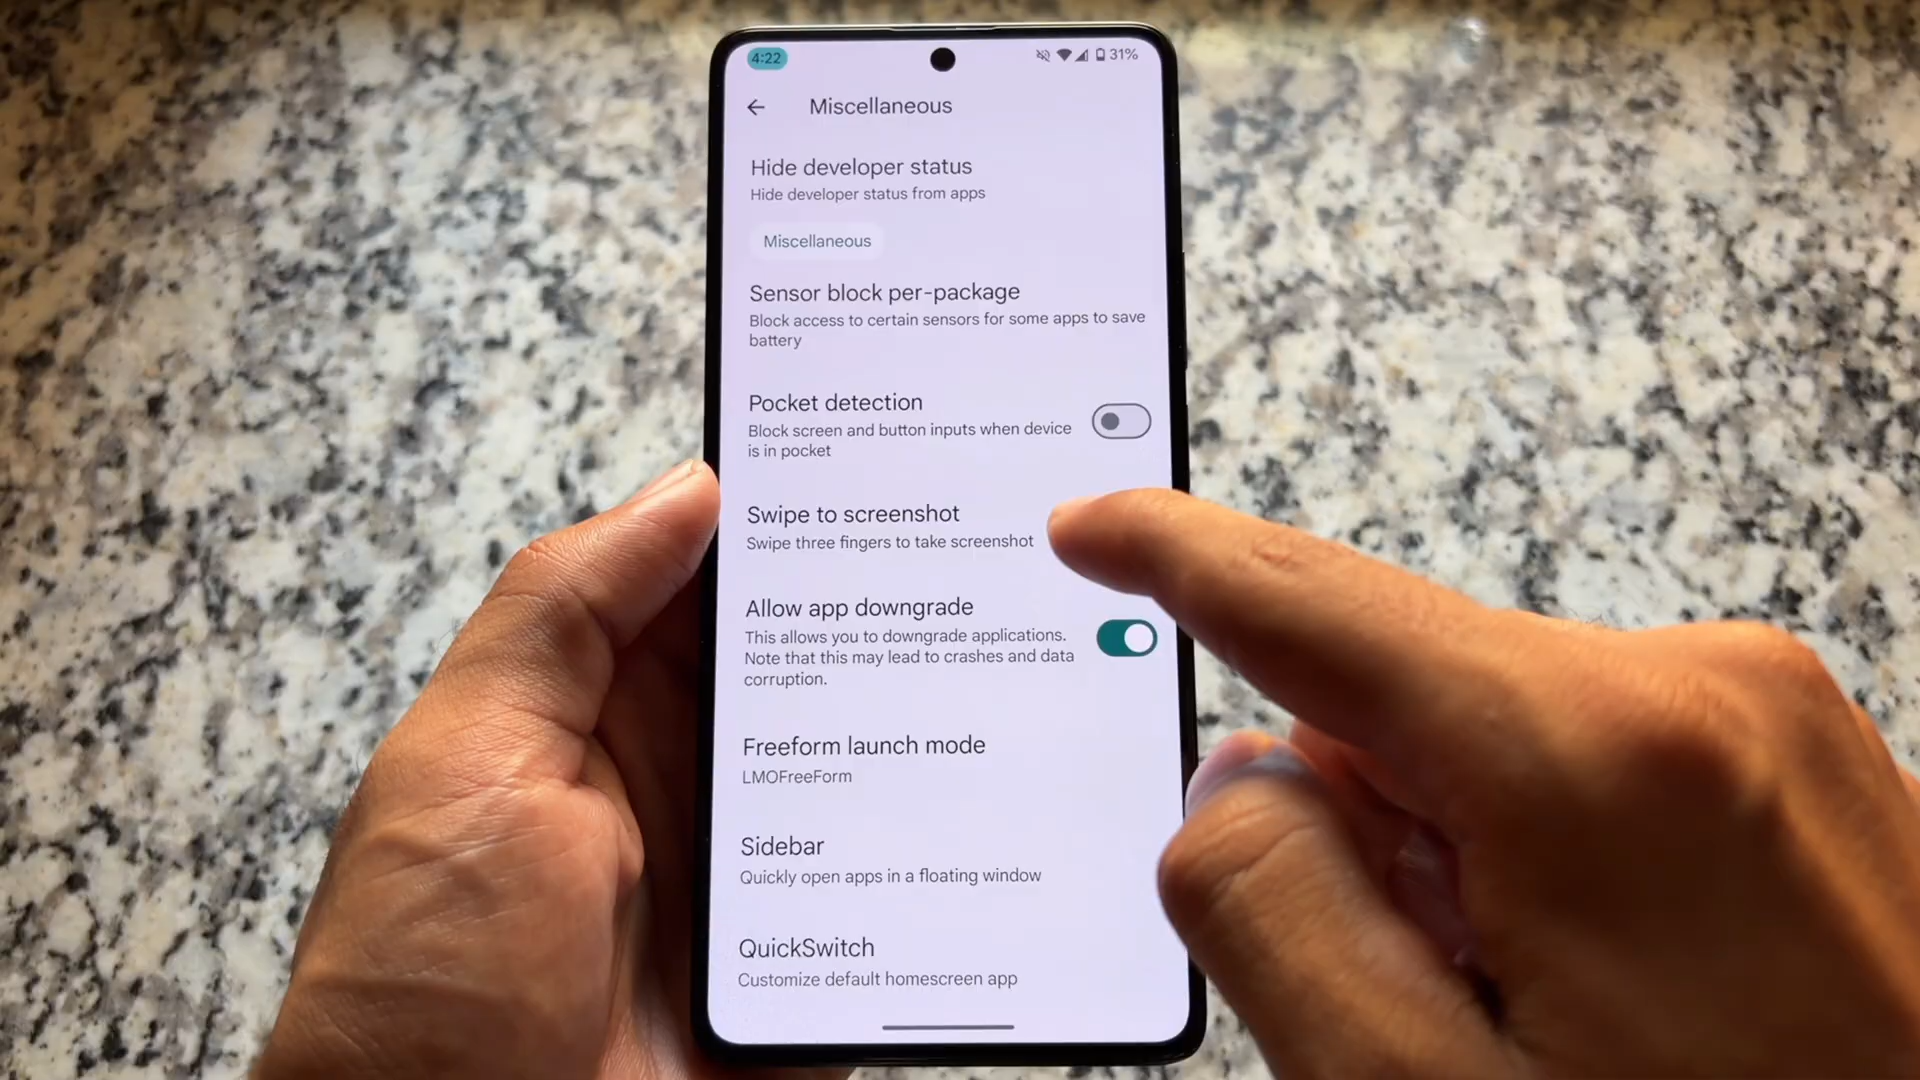 4:22
31%
Miscellaneous
Hide developer status
Hide developer status from apps
Miscellaneous
Sensor block per-package
Block access to certain sensors for some apps to save
battery
Pocket detection
Block screen and button inputs when device
is in pocket
Swipe to screenshot
Swipe three fingers to take screenshot
Allow app downgrade
This allows you to downgrade applications.
Note that this may lead to crashes and data
corruption.
Freeform launch mode
LMOFreeForm
Sidebar
Quickly open apps in a floating window
QuickSwitch
Customize default homescreen app